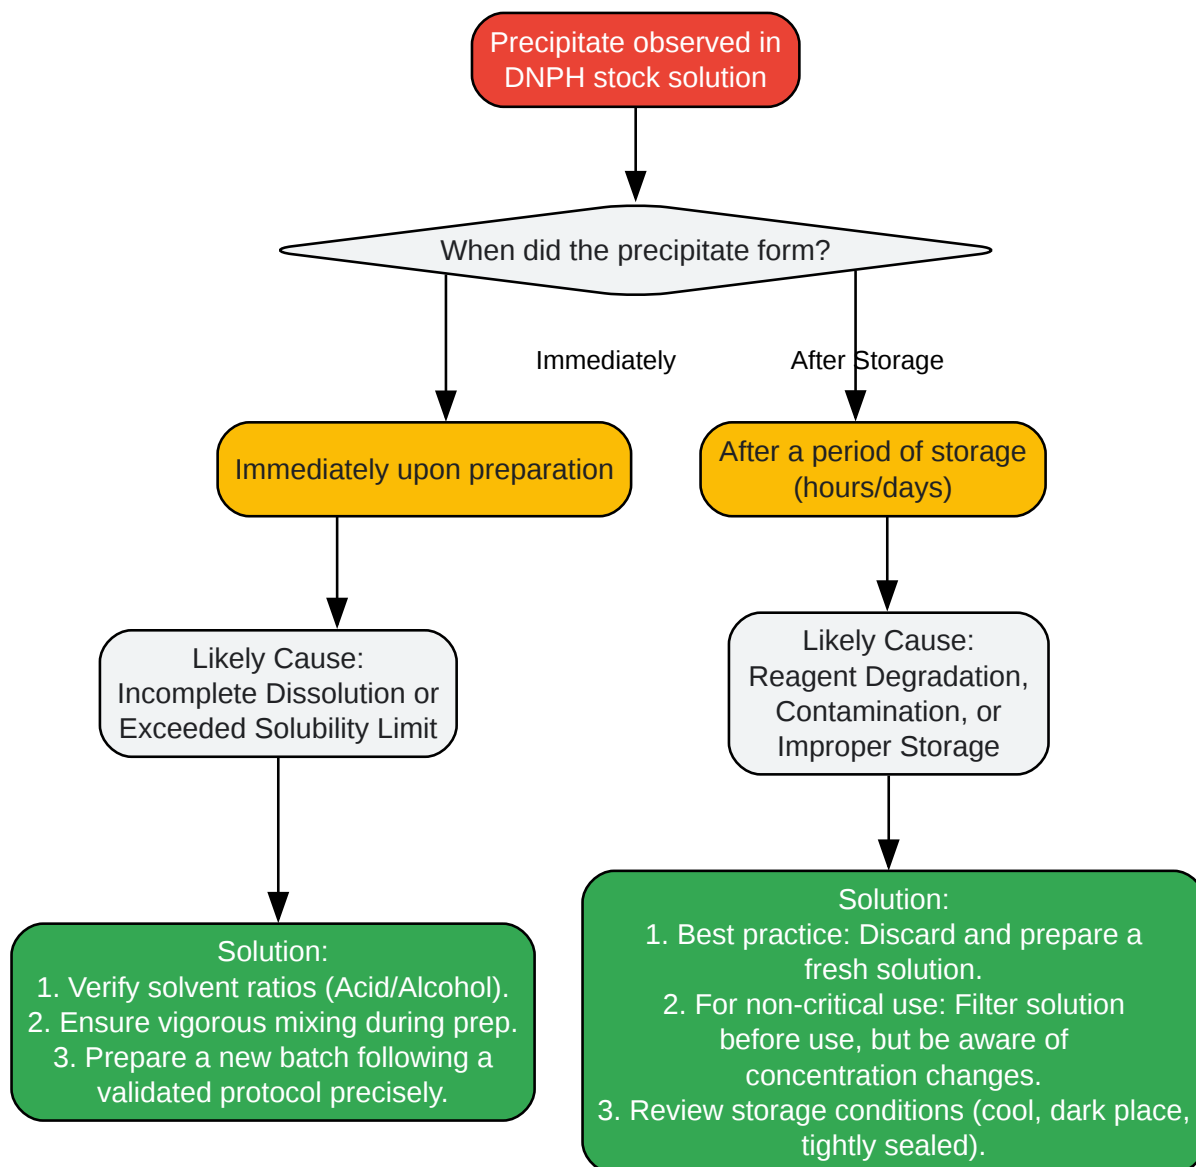 Precipitate observed in
DNPH stock solution
When did the precipitate form?
Immediately
After Storage
Immediately upon preparation
After a period of storage
(hours/days)
Likely Cause:
Incomplete Dissolution or
Exceeded Solubility Limit
Likely Cause:
Reagent Degradation,
Contamination, or
Improper Storage
Solution:
1. Verify solvent ratios (Acid/Alcohol).
2. Ensure vigorous mixing during prep.
3. Prepare a new batch following a
validated protocol precisely.
Solution:
1. Best practice: Discard and prepare a
fresh solution.
2. For non-critical use: Filter solution
before use, but be aware of
concentration changes.
3. Review storage conditions (cool, dark place,
tightly sealed).